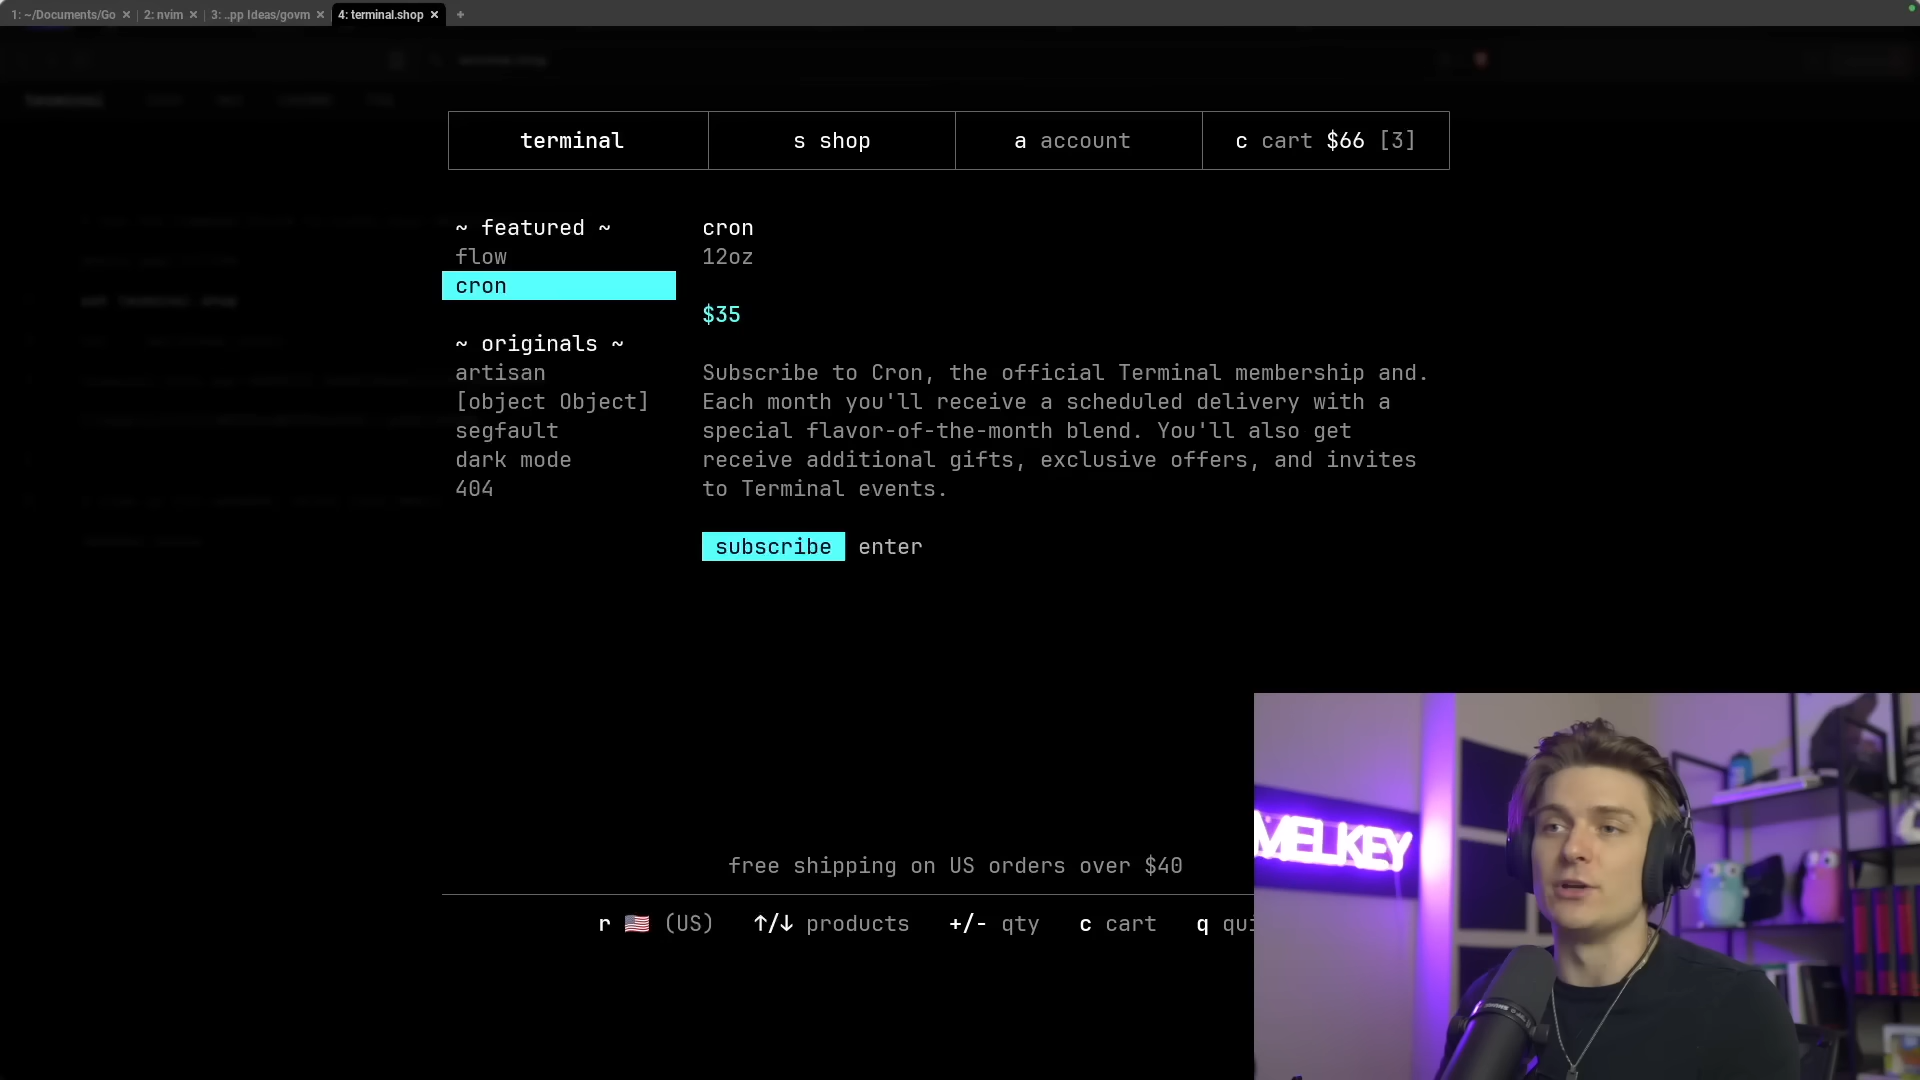 1: ~/Documents/Go × | 2: nvim × | 3: ..pp Ideas/govm × | 4: terminal.shop × +
terminal
s shop
a account
c cart $66 [3]
~ featured ~
flow
cron
~ originals ~
artisan
[object Object]
segfault
dark mode
404
cron
12oz
$35
Subscribe to Cron, the official Terminal membership and.
Each month you'll receive a scheduled delivery with a
special flavor-of-the-month blend. You'll also get
receive additional gifts, exclusive offers, and invites
to Terminal events.
subscribe enter
free shipping on US orders over $40
r 🇺🇸 (US) ↑/↓ products +/- qty c cart q qui
MELKEY